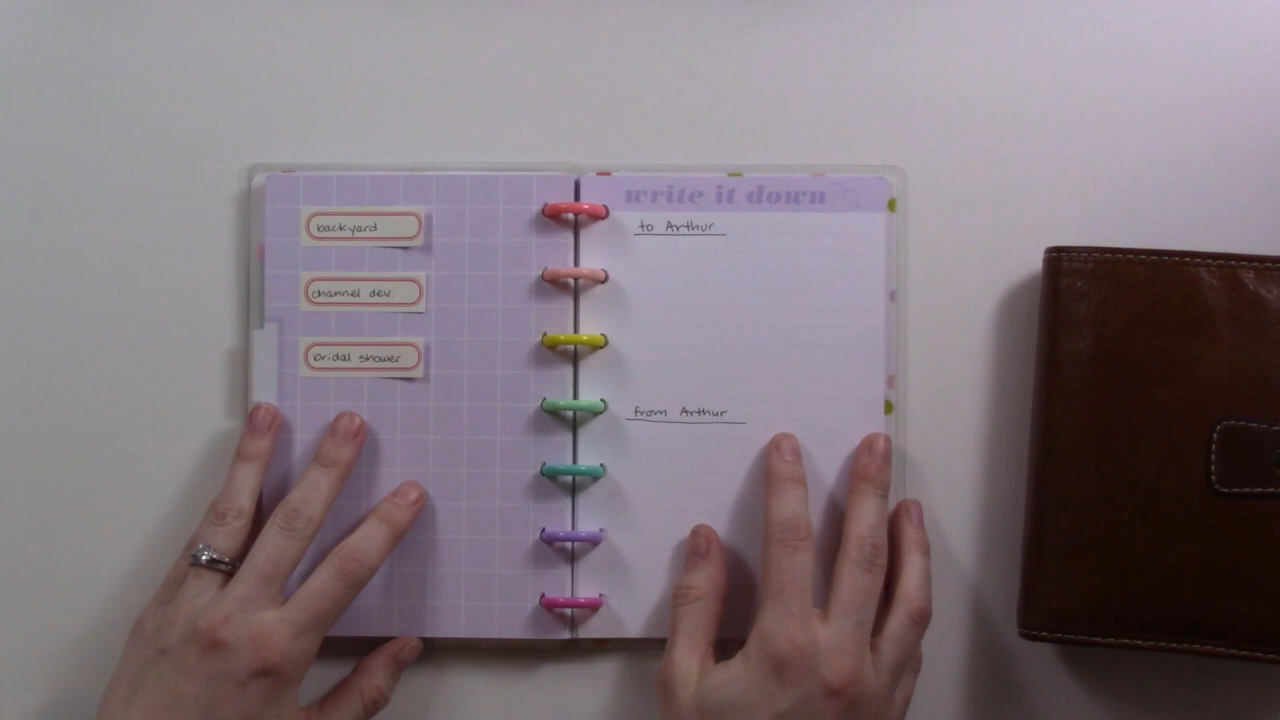 backyard
channel dev.
bridal shower
write it down
to Arthur
from Arthur